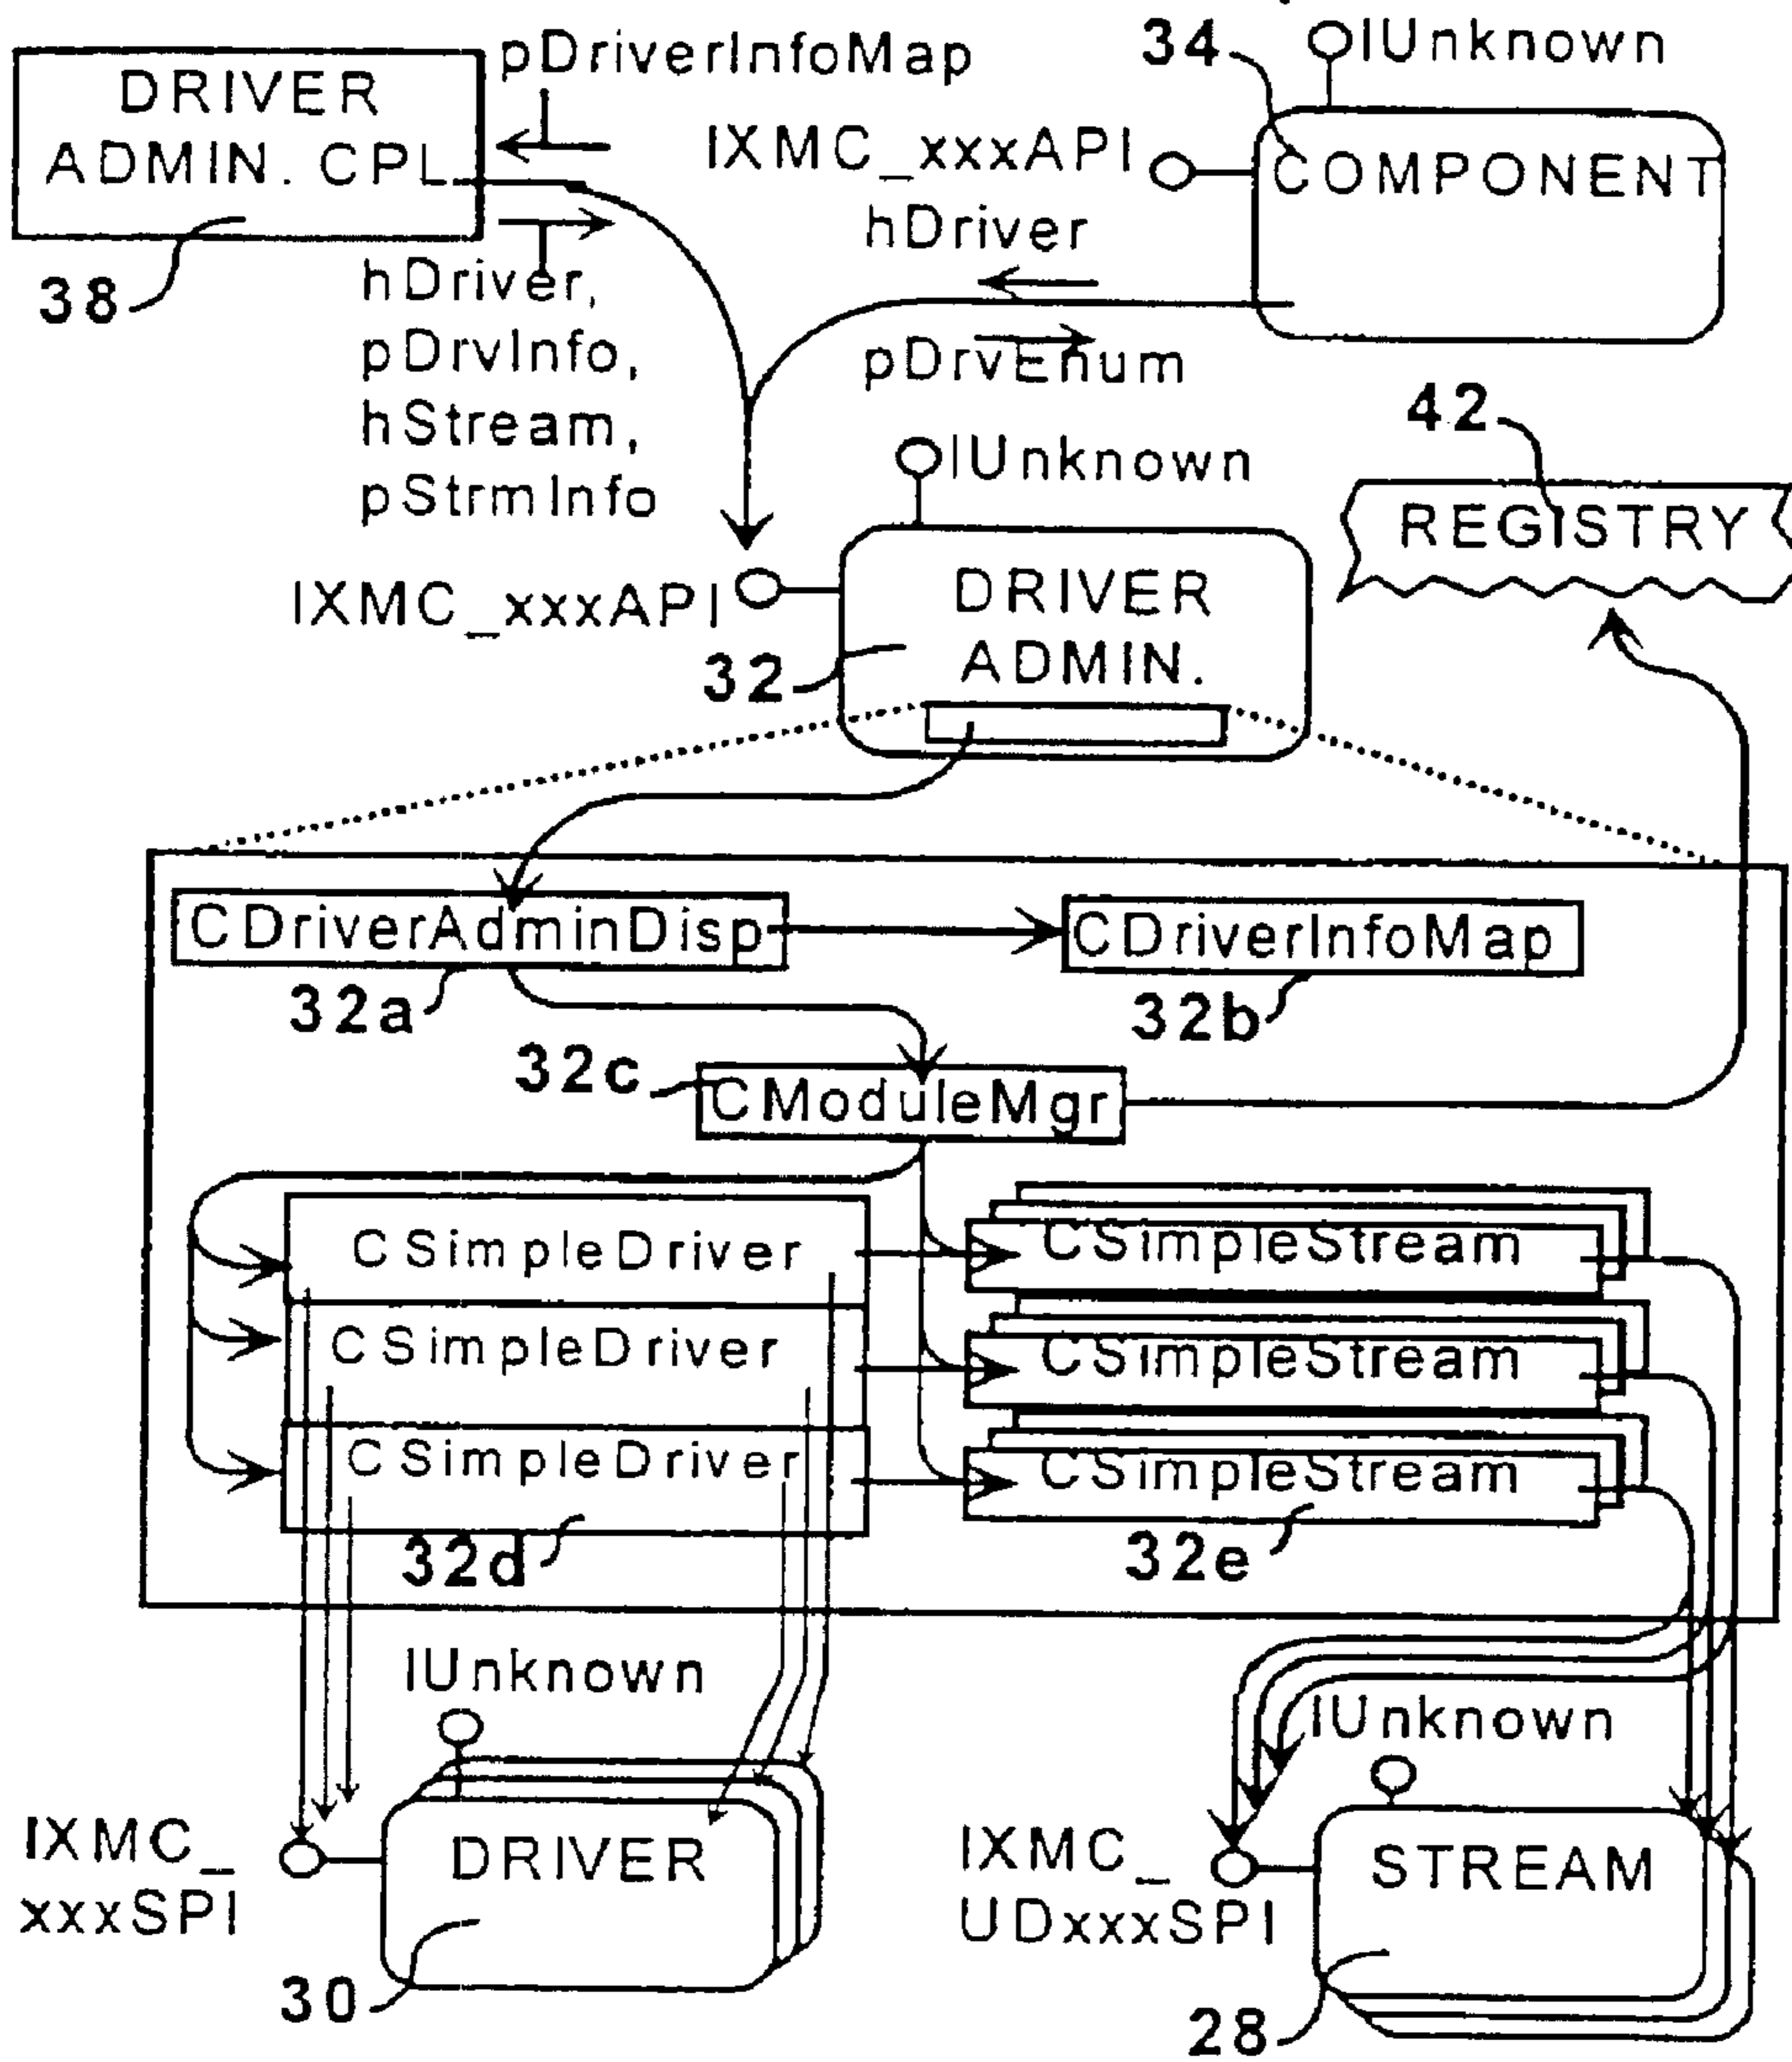 DRIVER
ADMIN. CPL
38
pDriverInfoMap
hDriver,
pDrvInfo,
hStream,
pStrmInfo
34
IUnknown
IXMC_xxxAPI
COMPONENT
hDriver
pDrvEnum
42
REGISTRY
IUnknown
IXMC_xxxAPI
DRIVER
ADMIN.
32
CDriverAdminDisp
32a
CDriverInfoMap
32b
32c
CModuleMgr
CSimpleDriver
CSimpleStream
CSimpleDriver
CSimpleStream
CSimpleDriver
CSimpleStream
32d
32e
IUnknown
IXMC_
xxxSPI
DRIVER
30
IUnknown
IXMC_
UDxxxSPI
STREAM
28